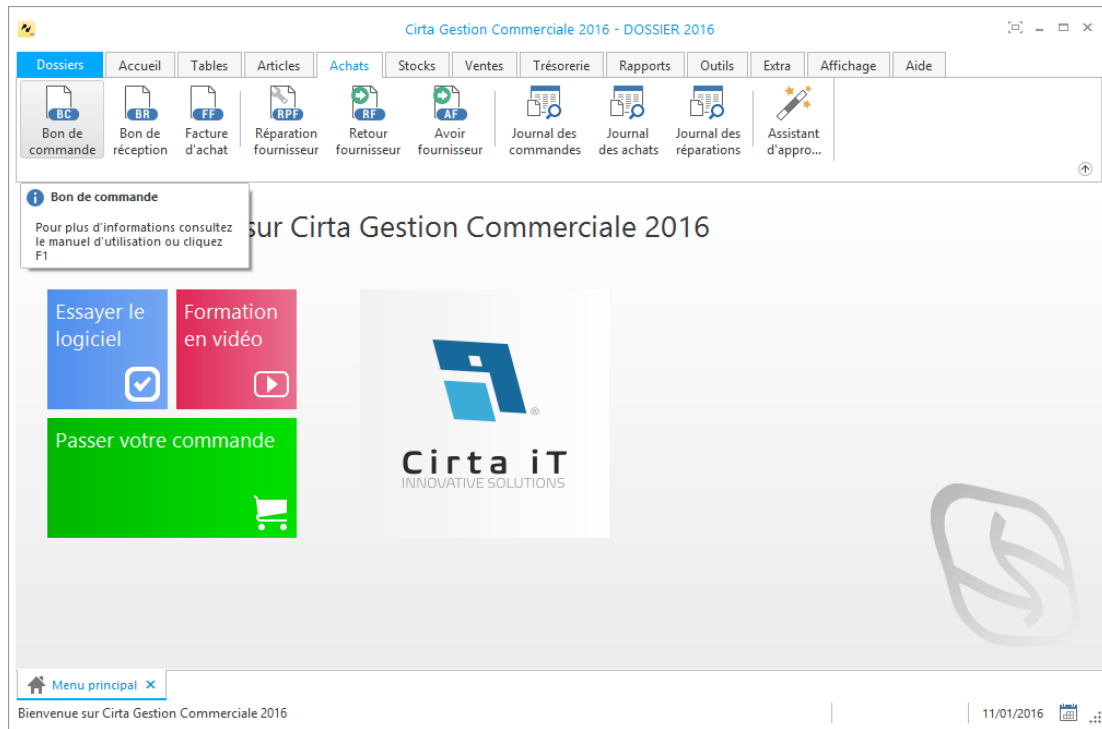 Cirta Gestion Commerciale 2016 - DOSSIER 2016
Dossiers Accueil Tables Articles Achats Stocks Ventes Trésorerie Rapports Outils Extra Affichage Aide
BC BR FF RPF RF AF
Bon de commande
Bon de réception
Facture d'achat
Réparation fournisseur
Retour fournisseur
Avoir fournisseur
Journal des commandes
Journal des achats
Journal des réparations
Assistant d'appro...
Bon de commande
Pour plus d'informations consultez
le manuel d'utilisation ou cliquez
F1
sur Cirta Gestion Commerciale 2016
Essayer le
logiciel
Formation
en vidéo
Passer votre commande
Cirta iT
INNOVATIVE SOLUTIONS
Menu principal
Bienvenue sur Cirta Gestion Commerciale 2016
11/01/2016